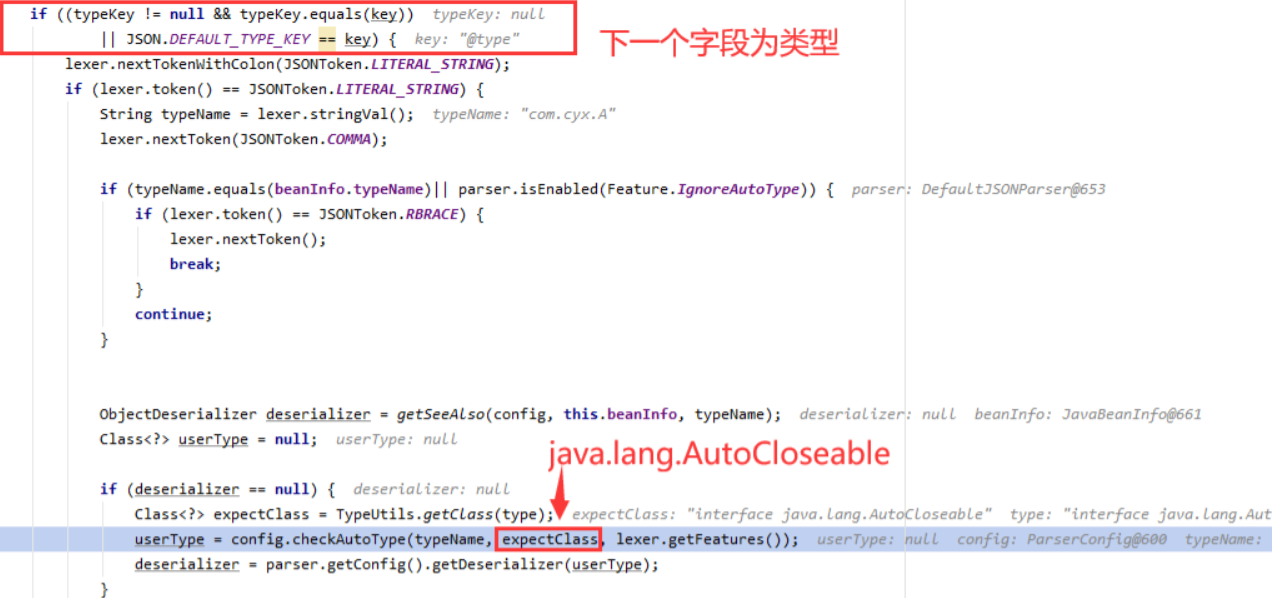 if ((typeKey != null && typeKey.equals(key)) typeKey: null
|| JSON.DEFAULT_TYPE_KEY == key) { key: "@type"
下一个字段为类型
lexer.nextTokenWithColon(JSONToken.LITERAL_STRING);
if (lexer.token() == JSONToken.LITERAL_STRING) {
String typeName = lexer.stringVal(); typeName: "com.cyx.A"
lexer.nextToken(JSONToken.COMMA);
if (typeName.equals(beanInfo.typeName)|| parser.isEnabled(Feature.IgnoreAutoType)) { parser: DefaultJSONParser@653
if (lexer.token() == JSONToken.RBRACE) {
lexer.nextToken();
break;
}
continue;
}
ObjectDeserializer deserializer = getSeeAlso(config, this.beanInfo, typeName); deserializer: null beanInfo: JavaBeanInfo@661
Class<?> userType = null; userType: null
java.lang.AutoCloseable
if (deserializer == null) { deserializer: null
Class<?> expectClass = TypeUtils.getClass(type); expectClass: "interface java.lang.AutoCloseable" type: "interface java.lang.Aut
userType = config.checkAutoType(typeName, expectClass, lexer.getFeatures()); userType: null config: ParserConfig@600 typeName:
deserializer = parser.getConfig().getDeserializer(userType);
}